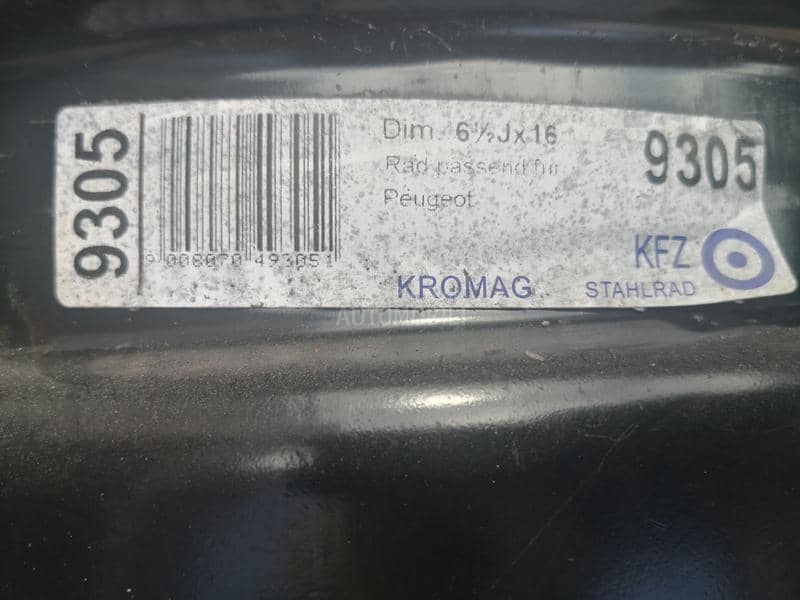 9305
9 008070 493051
Dim 6½Jx16
Rad passend für
Peugeot
KROMAG
9305
KFZ
STAHLRAD